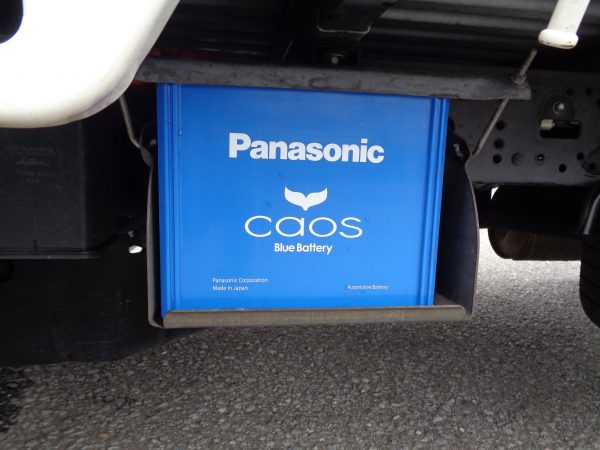 Panasonic
caos
Blue Battery
Panasonic Corporation
Made in Japan
Automotive Battery